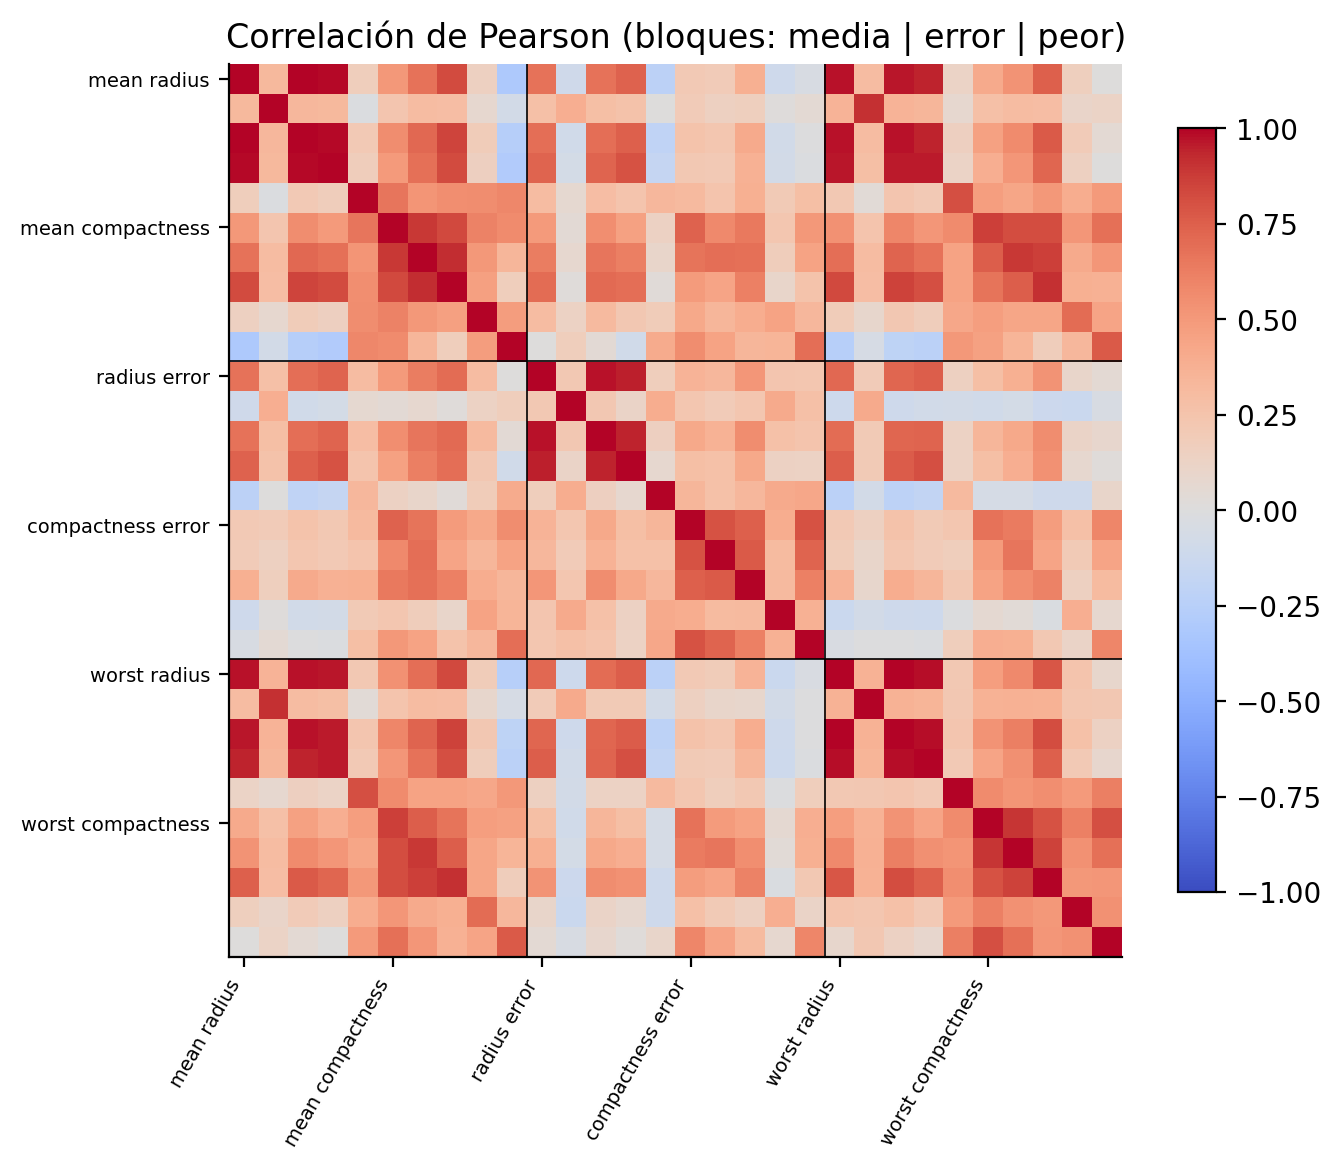 Correlación de Pearson (bloques: media | error | peor)
mean radius
mean compactness
radius error
compactness error
worst radius
worst compactness
1.00
0.75
0.50
0.25
0.00
−0.25
−0.50
−0.75
−1.00
mean radius
mean compactness
radius error
compactness error
worst radius
worst compactness